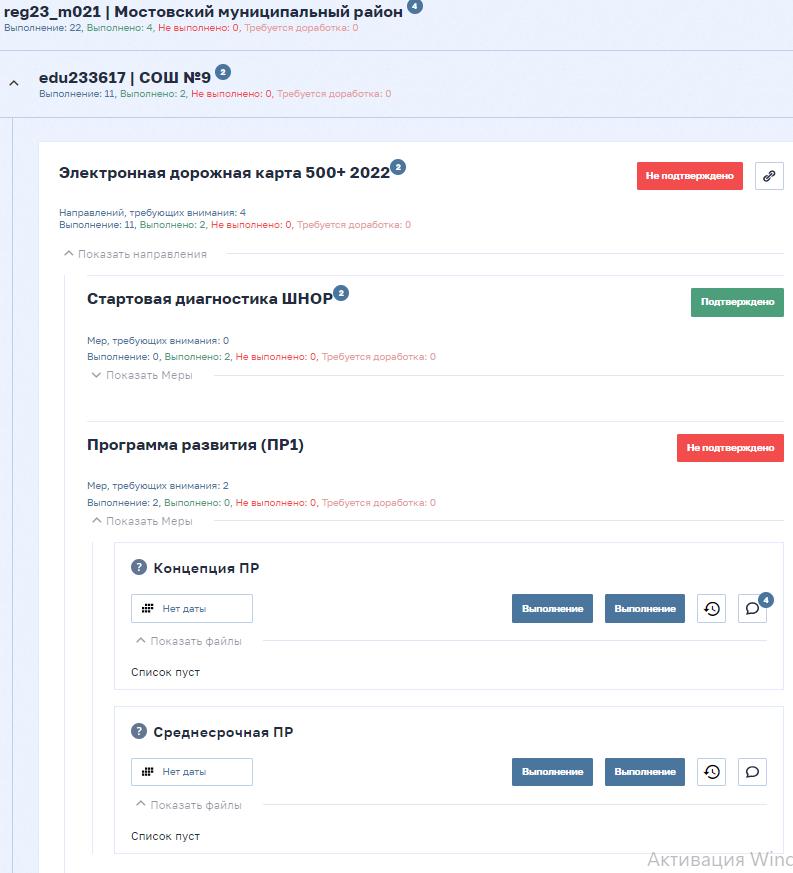 reg23_m021 | Мостовский муниципальный район 4
Выполнение: 22, Выполнено: 4, Не выполнено: 0, Требуется доработка: 0
edu233617 | СОШ №9 2
Выполнение: 11, Выполнено: 2, Не выполнено: 0, Требуется доработка: 0
Электронная дорожная карта 500+ 2022 2
Не подтверждено
Направлений, требующих внимания: 4
Выполнение: 11, Выполнено: 2, Не выполнено: 0, Требуется доработка: 0
Показать направления
Стартовая диагностика ШНОР 2
Подтверждено
Мер, требующих внимания: 0
Выполнение: 0, Выполнено: 2, Не выполнено: 0, Требуется доработка: 0
Показать Меры
Программа развития (ПР1)
Не подтверждено
Мер, требующих внимания: 2
Выполнение: 2, Выполнено: 0, Не выполнено: 0, Требуется доработка: 0
Показать Меры
? Концепция ПР
Нет даты Выполнение Выполнение 4
Показать файлы
Список пуст
? Среднесрочная ПР
Нет даты Выполнение Выполнение
Показать файлы
Список пуст
Активация Winc